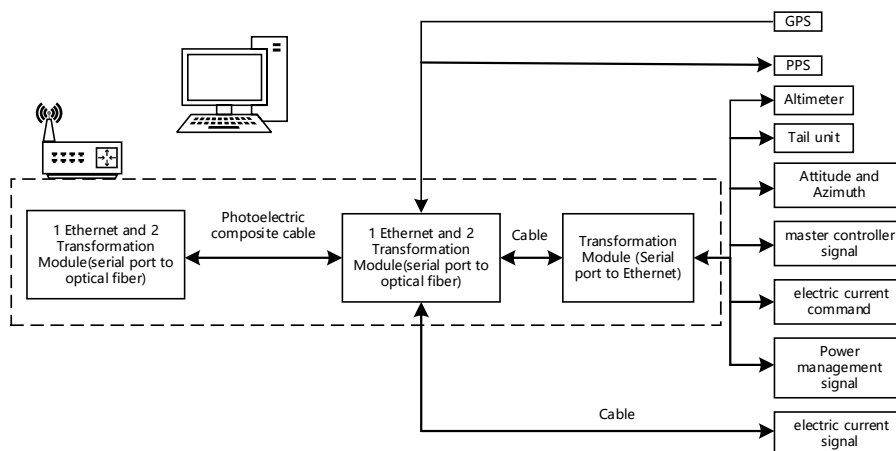 GPS
PPS
Altimeter
Tail unit
Attitude and
Azimuth
master controller
signal
electric current
command
Power
management
signal
electric current
signal
1 Ethernet and 2
Transformation
Module(serial port to
optical fiber)
Photoelectric
composite cable
1 Ethernet and 2
Transformation
Module(serial port to
optical fiber)
Cable
Transformation
Module (Serial
port to Ethernet)
Cable